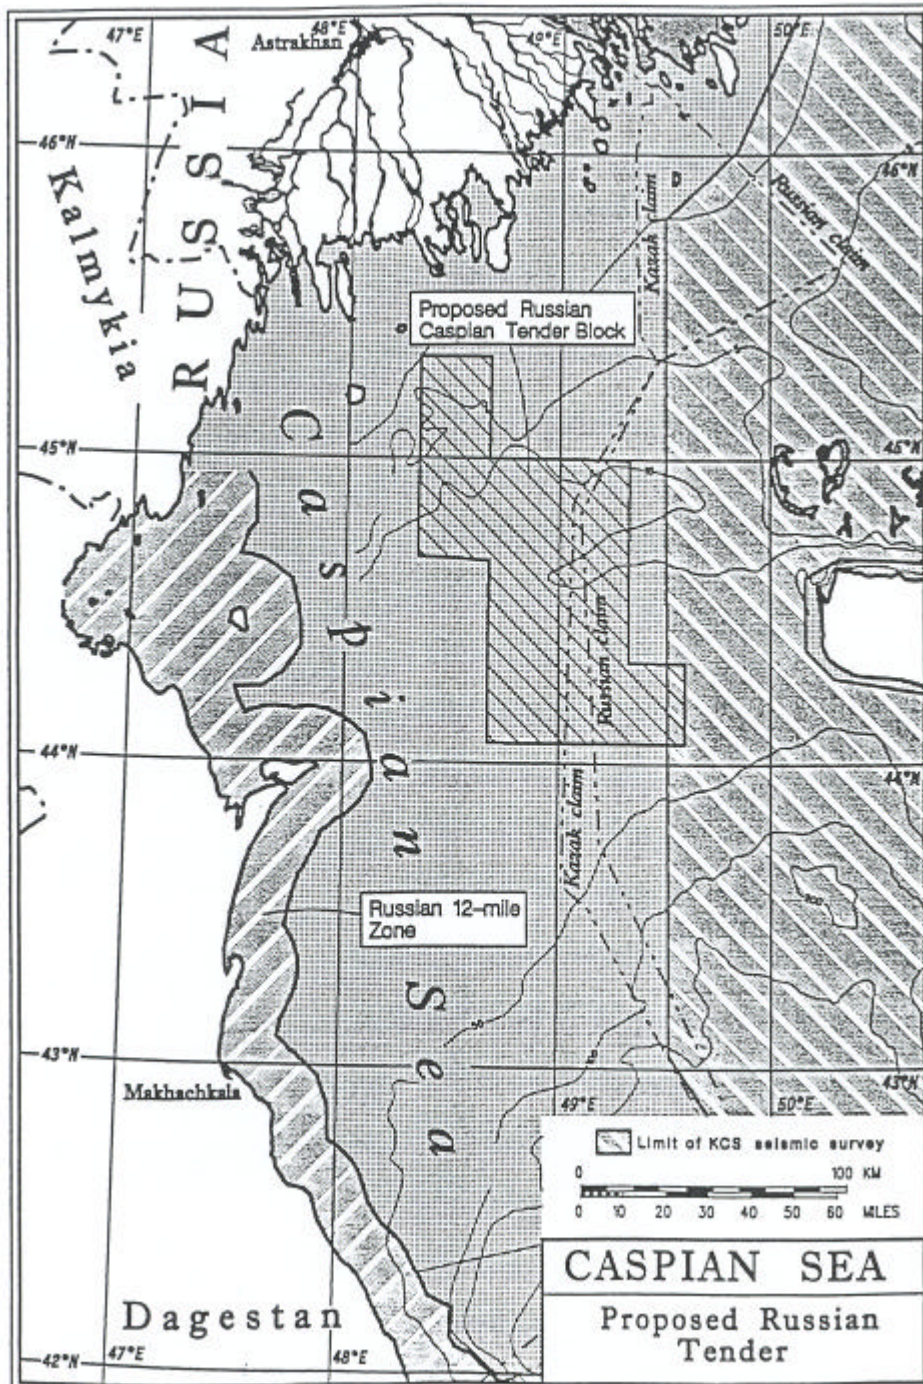 47°E
48°E
49°E
50°E
Astrakhan
46°N
46°N
RUSSIA
Kalmykia
Kazak claim
Russian claim
Proposed Russian
Caspian Tender Block
45°N
45°N
Caspian Sea
Russian claim
44°N
44°N
Kazak claim
Russian 12-mile
Zone
50
43°N
43°N
Makhachkala
49°E
50°E
Limit of KCS seismic survey
0 100 KM
0 10 20 30 40 50 60 MILES
CASPIAN SEA
Proposed Russian
Tender
Dagestan
42°N
47°E
48°E